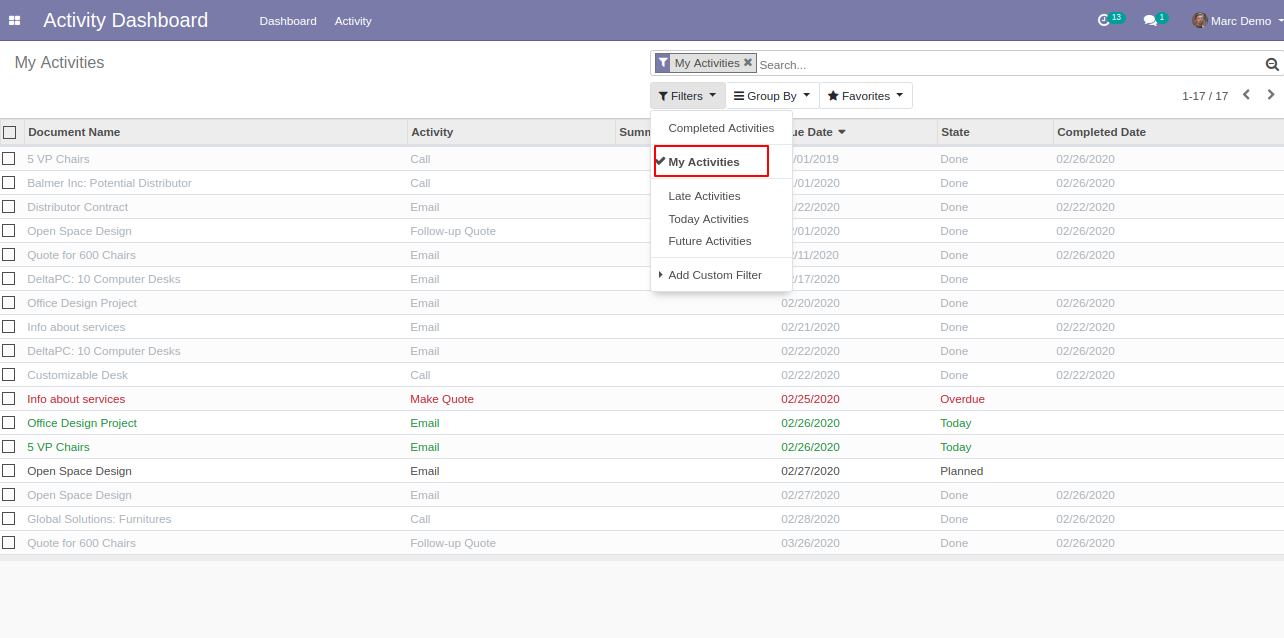 Activity Dashboard Dashboard Activity 13 1 Marc Demo
My Activities
My Activities ✖ Search...
Filters Group By Favorites 1-17 / 17
Completed Activities
My Activities
Late Activities
Today Activities
Future Activities
Add Custom Filter
Document Name Activity Summ ue Date State Completed Date
5 VP Chairs Call /01/2019 Done 02/26/2020
Balmer Inc: Potential Distributor Call /01/2020 Done 02/26/2020
Distributor Contract Email /22/2020 Done 02/22/2020
Open Space Design Follow-up Quote /01/2020 Done 02/26/2020
Quote for 600 Chairs Email /11/2020 Done 02/26/2020
DeltaPC: 10 Computer Desks Email /17/2020 Done
Office Design Project Email 02/20/2020 Done 02/26/2020
Info about services Email 02/21/2020 Done 02/22/2020
DeltaPC: 10 Computer Desks Email 02/22/2020 Done 02/26/2020
Customizable Desk Call 02/22/2020 Done 02/22/2020
Info about services Make Quote 02/25/2020 Overdue
Office Design Project Email 02/26/2020 Today
5 VP Chairs Email 02/26/2020 Today
Open Space Design Email 02/27/2020 Planned
Open Space Design Email 02/27/2020 Done 02/26/2020
Global Solutions: Furnitures Call 02/28/2020 Done 02/26/2020
Quote for 600 Chairs Follow-up Quote 03/26/2020 Done 02/26/2020